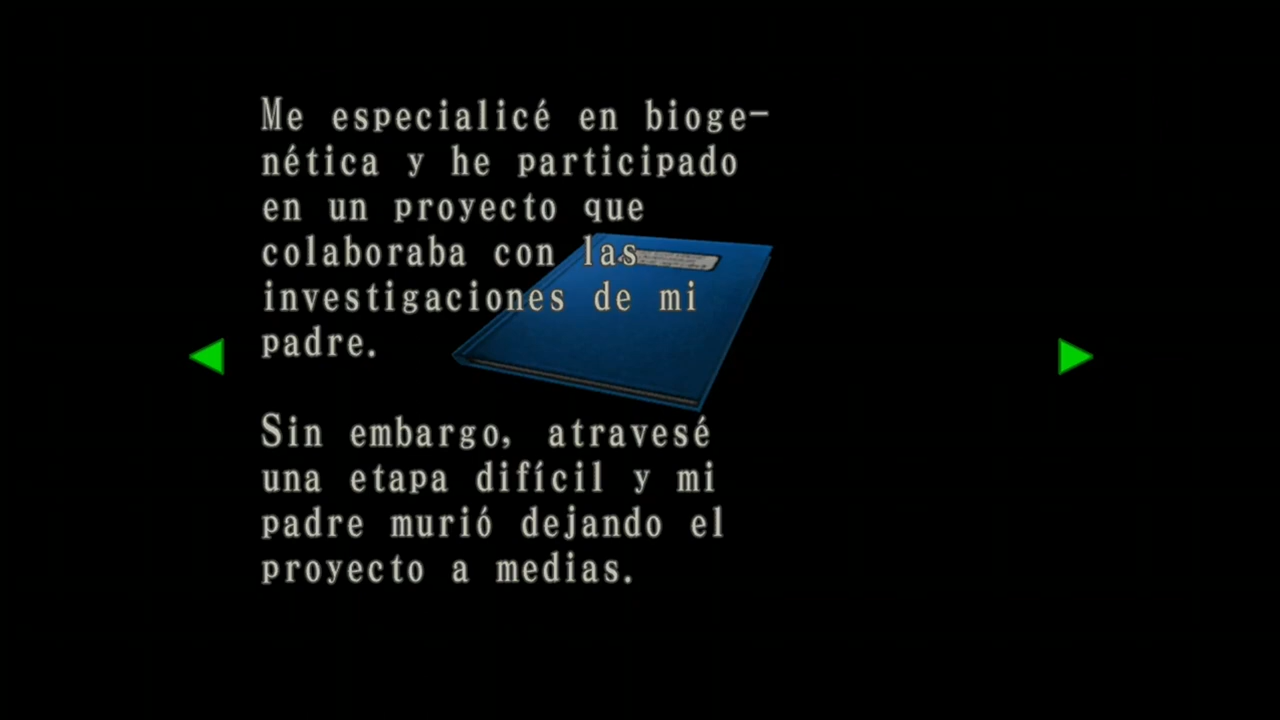 Me especialicé en bioge-
nética y he participado
en un proyecto que
colaboraba con las
investigaciones de mi
padre.
Sin embargo, atravesé
una etapa difícil y mi
padre murió dejando el
proyecto a medias.